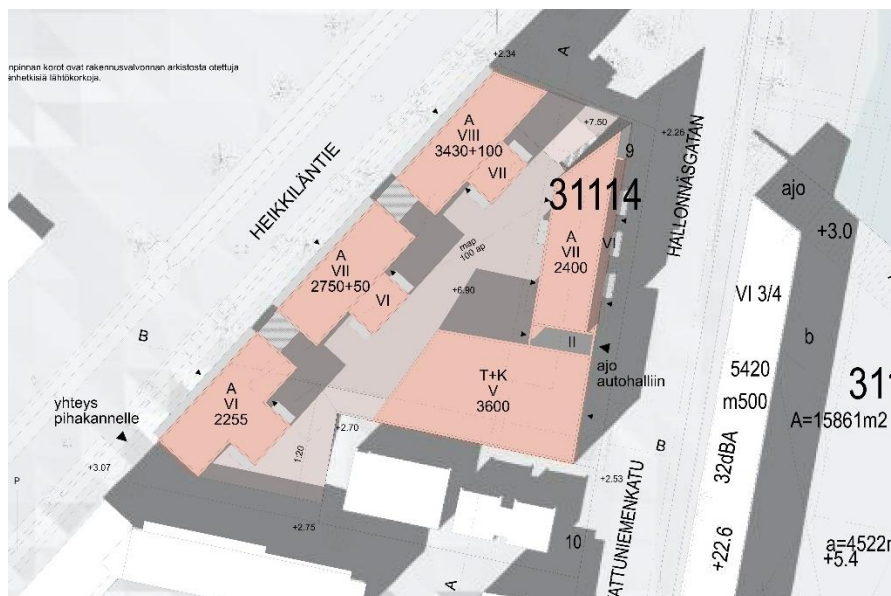 npinnan korot ovat rakennusvalvonnan arkistosta otettuja
änhetkisiä lähtökorkoja.
+2.34
A
A
VIII
3430+100
VII
+7.50
+2.26
9
31114
HEIKKILÄNTIE
HALLONNÄSGATAN
ajo
+3.0
map
100 ap
A
VII
2400
VI
A
VII
2750+50
VI
+6.90
VI 3/4
b
B
II
ajo
autohalliin
T+K
V
3600
5420
m500
311
A=15861m2
A
VI
2255
yhteys
pihakannelle
+2.70
1:20
B
32dBA
+3.07
P
+2.53
ATTUNIEMENKATU
+2.75
10
A
+22.6
a=4522m
+5.4